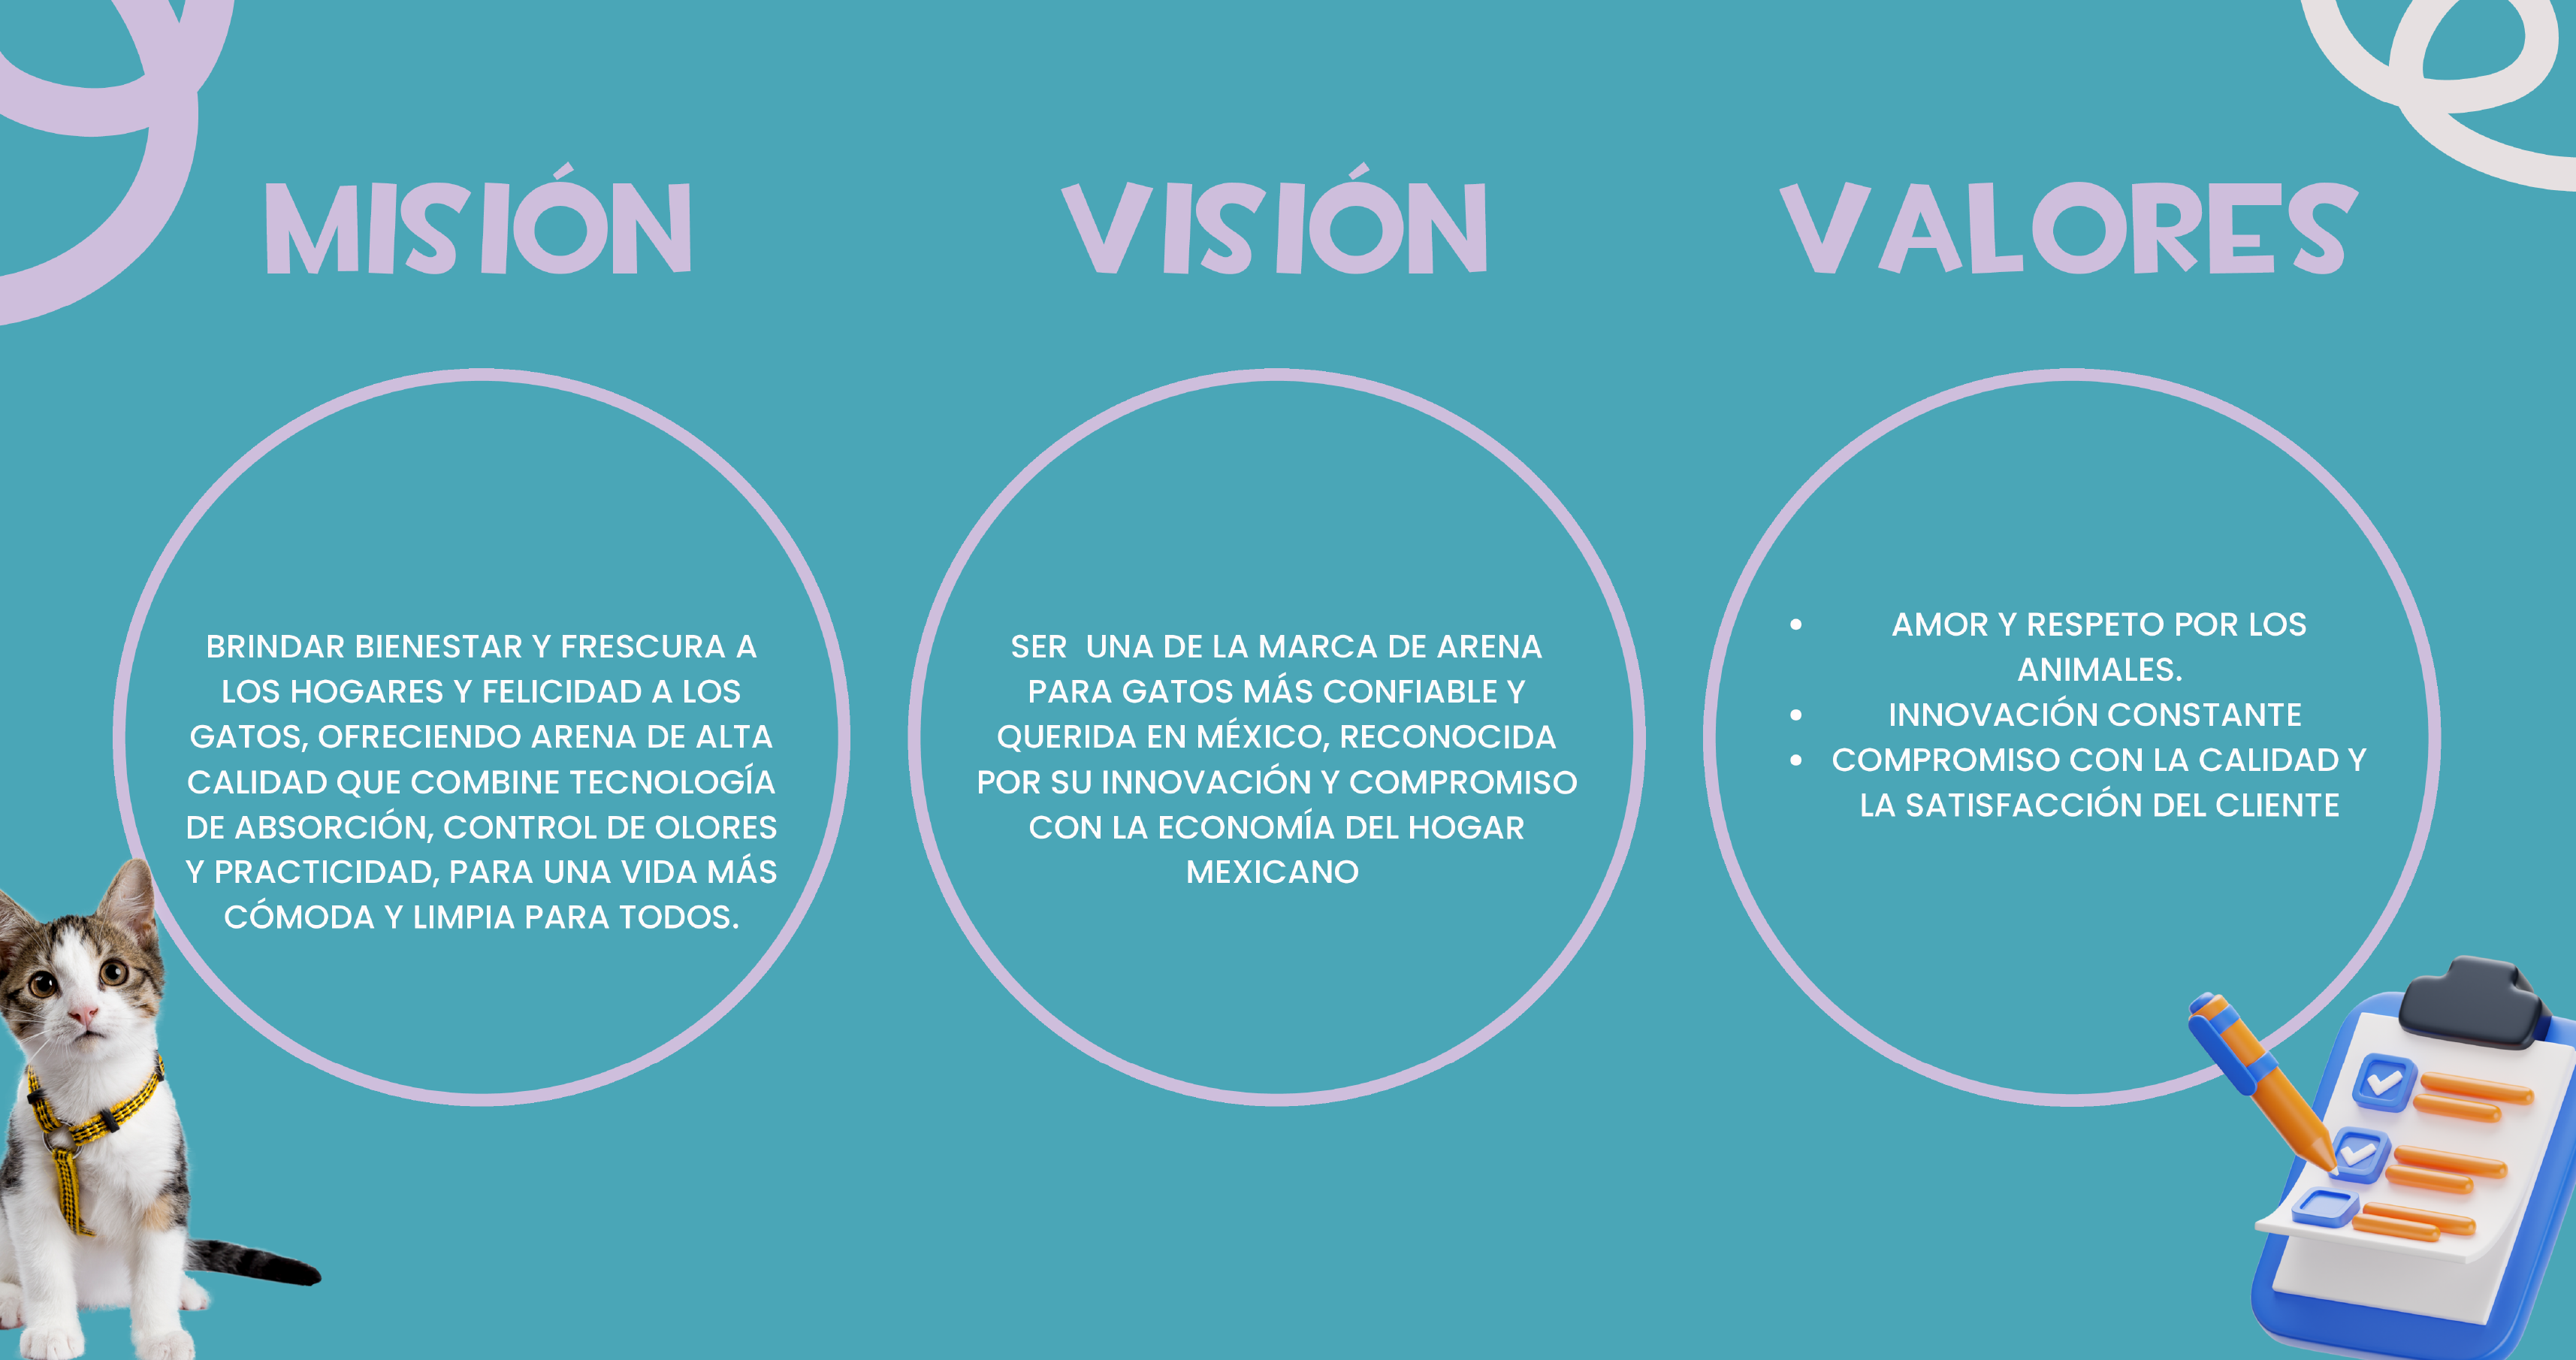 MISIÓN
BRINDAR BIENESTAR Y FRESCURA A
LOS HOGARES Y FELICIDAD A LOS
GATOS, OFRECIENDO ARENA DE ALTA
CALIDAD QUE COMBINE TECNOLOGÍA
DE ABSORCIÓN, CONTROL DE OLORES
Y PRACTICIDAD, PARA UNA VIDA MÁS
CÓMODA Y LIMPIA PARA TODOS.
VISIÓN
SER  UNA DE LA MARCA DE ARENA
PARA GATOS MÁS CONFIABLE Y
QUERIDA EN MÉXICO, RECONOCIDA
POR SU INNOVACIÓN Y COMPROMISO
CON LA ECONOMÍA DEL HOGAR
MEXICANO
VALORES
• AMOR Y RESPETO POR LOS
ANIMALES.
• INNOVACIÓN CONSTANTE
• COMPROMISO CON LA CALIDAD Y
LA SATISFACCIÓN DEL CLIENTE